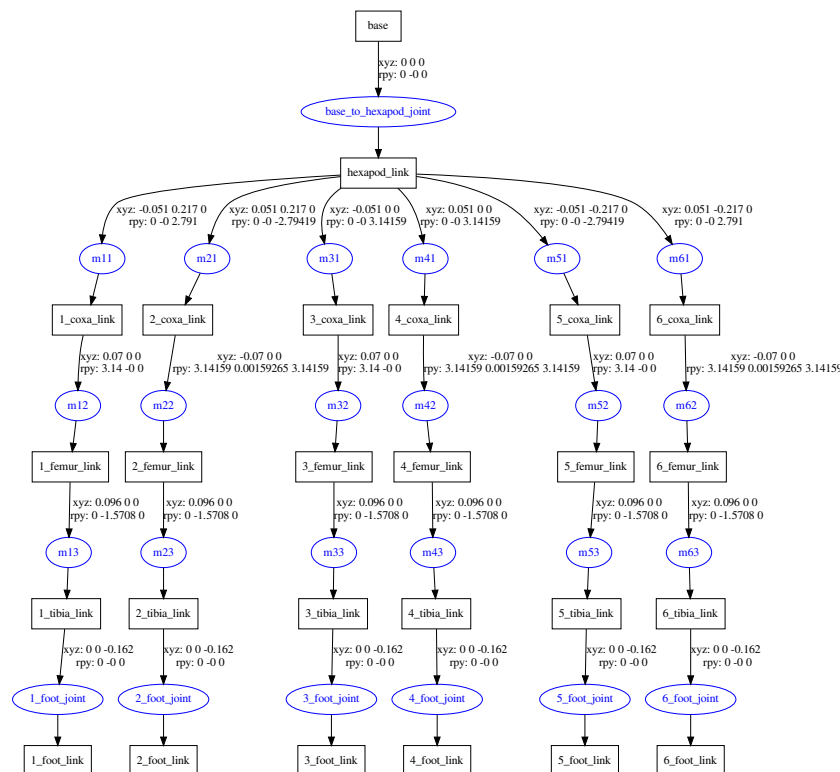 base
xyz: 0 0 0
rpy: 0 -0 0
base_to_hexapod_joint
hexapod_link
xyz: -0.051 0.217 0
rpy: 0 -0 2.791
xyz: 0.051 0.217 0
rpy: 0 -0 -2.79419
xyz: -0.051 0 0
rpy: 0 -0 3.14159
xyz: 0.051 0 0
rpy: 0 -0 3.14159
xyz: -0.051 -0.217 0
rpy: 0 -0 -2.79419
xyz: 0.051 -0.217 0
rpy: 0 -0 2.791
m11
m21
m31
m41
m51
m61
1_coxa_link
2_coxa_link
3_coxa_link
4_coxa_link
5_coxa_link
6_coxa_link
xyz: 0.07 0 0
rpy: 3.14 -0 0
xyz: -0.07 0 0
rpy: 3.14159 0.00159265 3.14159
xyz: 0.07 0 0
rpy: 3.14 -0 0
xyz: -0.07 0 0
rpy: 3.14159 0.00159265 3.14159
xyz: 0.07 0 0
rpy: 3.14 -0 0
xyz: -0.07 0 0
rpy: 3.14159 0.00159265 3.14159
m12
m22
m32
m42
m52
m62
1_femur_link
2_femur_link
3_femur_link
4_femur_link
5_femur_link
6_femur_link
xyz: 0.096 0 0
rpy: 0 -1.5708 0
xyz: 0.096 0 0
rpy: 0 -1.5708 0
xyz: 0.096 0 0
rpy: 0 -1.5708 0
xyz: 0.096 0 0
rpy: 0 -1.5708 0
xyz: 0.096 0 0
rpy: 0 -1.5708 0
xyz: 0.096 0 0
rpy: 0 -1.5708 0
m13
m23
m33
m43
m53
m63
1_tibia_link
2_tibia_link
3_tibia_link
4_tibia_link
5_tibia_link
6_tibia_link
xyz: 0 0 -0.162
rpy: 0 -0 0
xyz: 0 0 -0.162
rpy: 0 -0 0
xyz: 0 0 -0.162
rpy: 0 -0 0
xyz: 0 0 -0.162
rpy: 0 -0 0
xyz: 0 0 -0.162
rpy: 0 -0 0
xyz: 0 0 -0.162
rpy: 0 -0 0
1_foot_joint
2_foot_joint
3_foot_joint
4_foot_joint
5_foot_joint
6_foot_joint
1_foot_link
2_foot_link
3_foot_link
4_foot_link
5_foot_link
6_foot_link